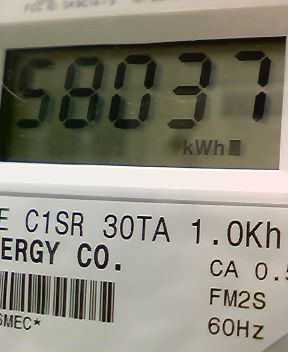 58037
kWh
E C1SR 30TA 1.0Kh
ERGY CO.
CA 0.5
FM2S
60Hz
SMEC*